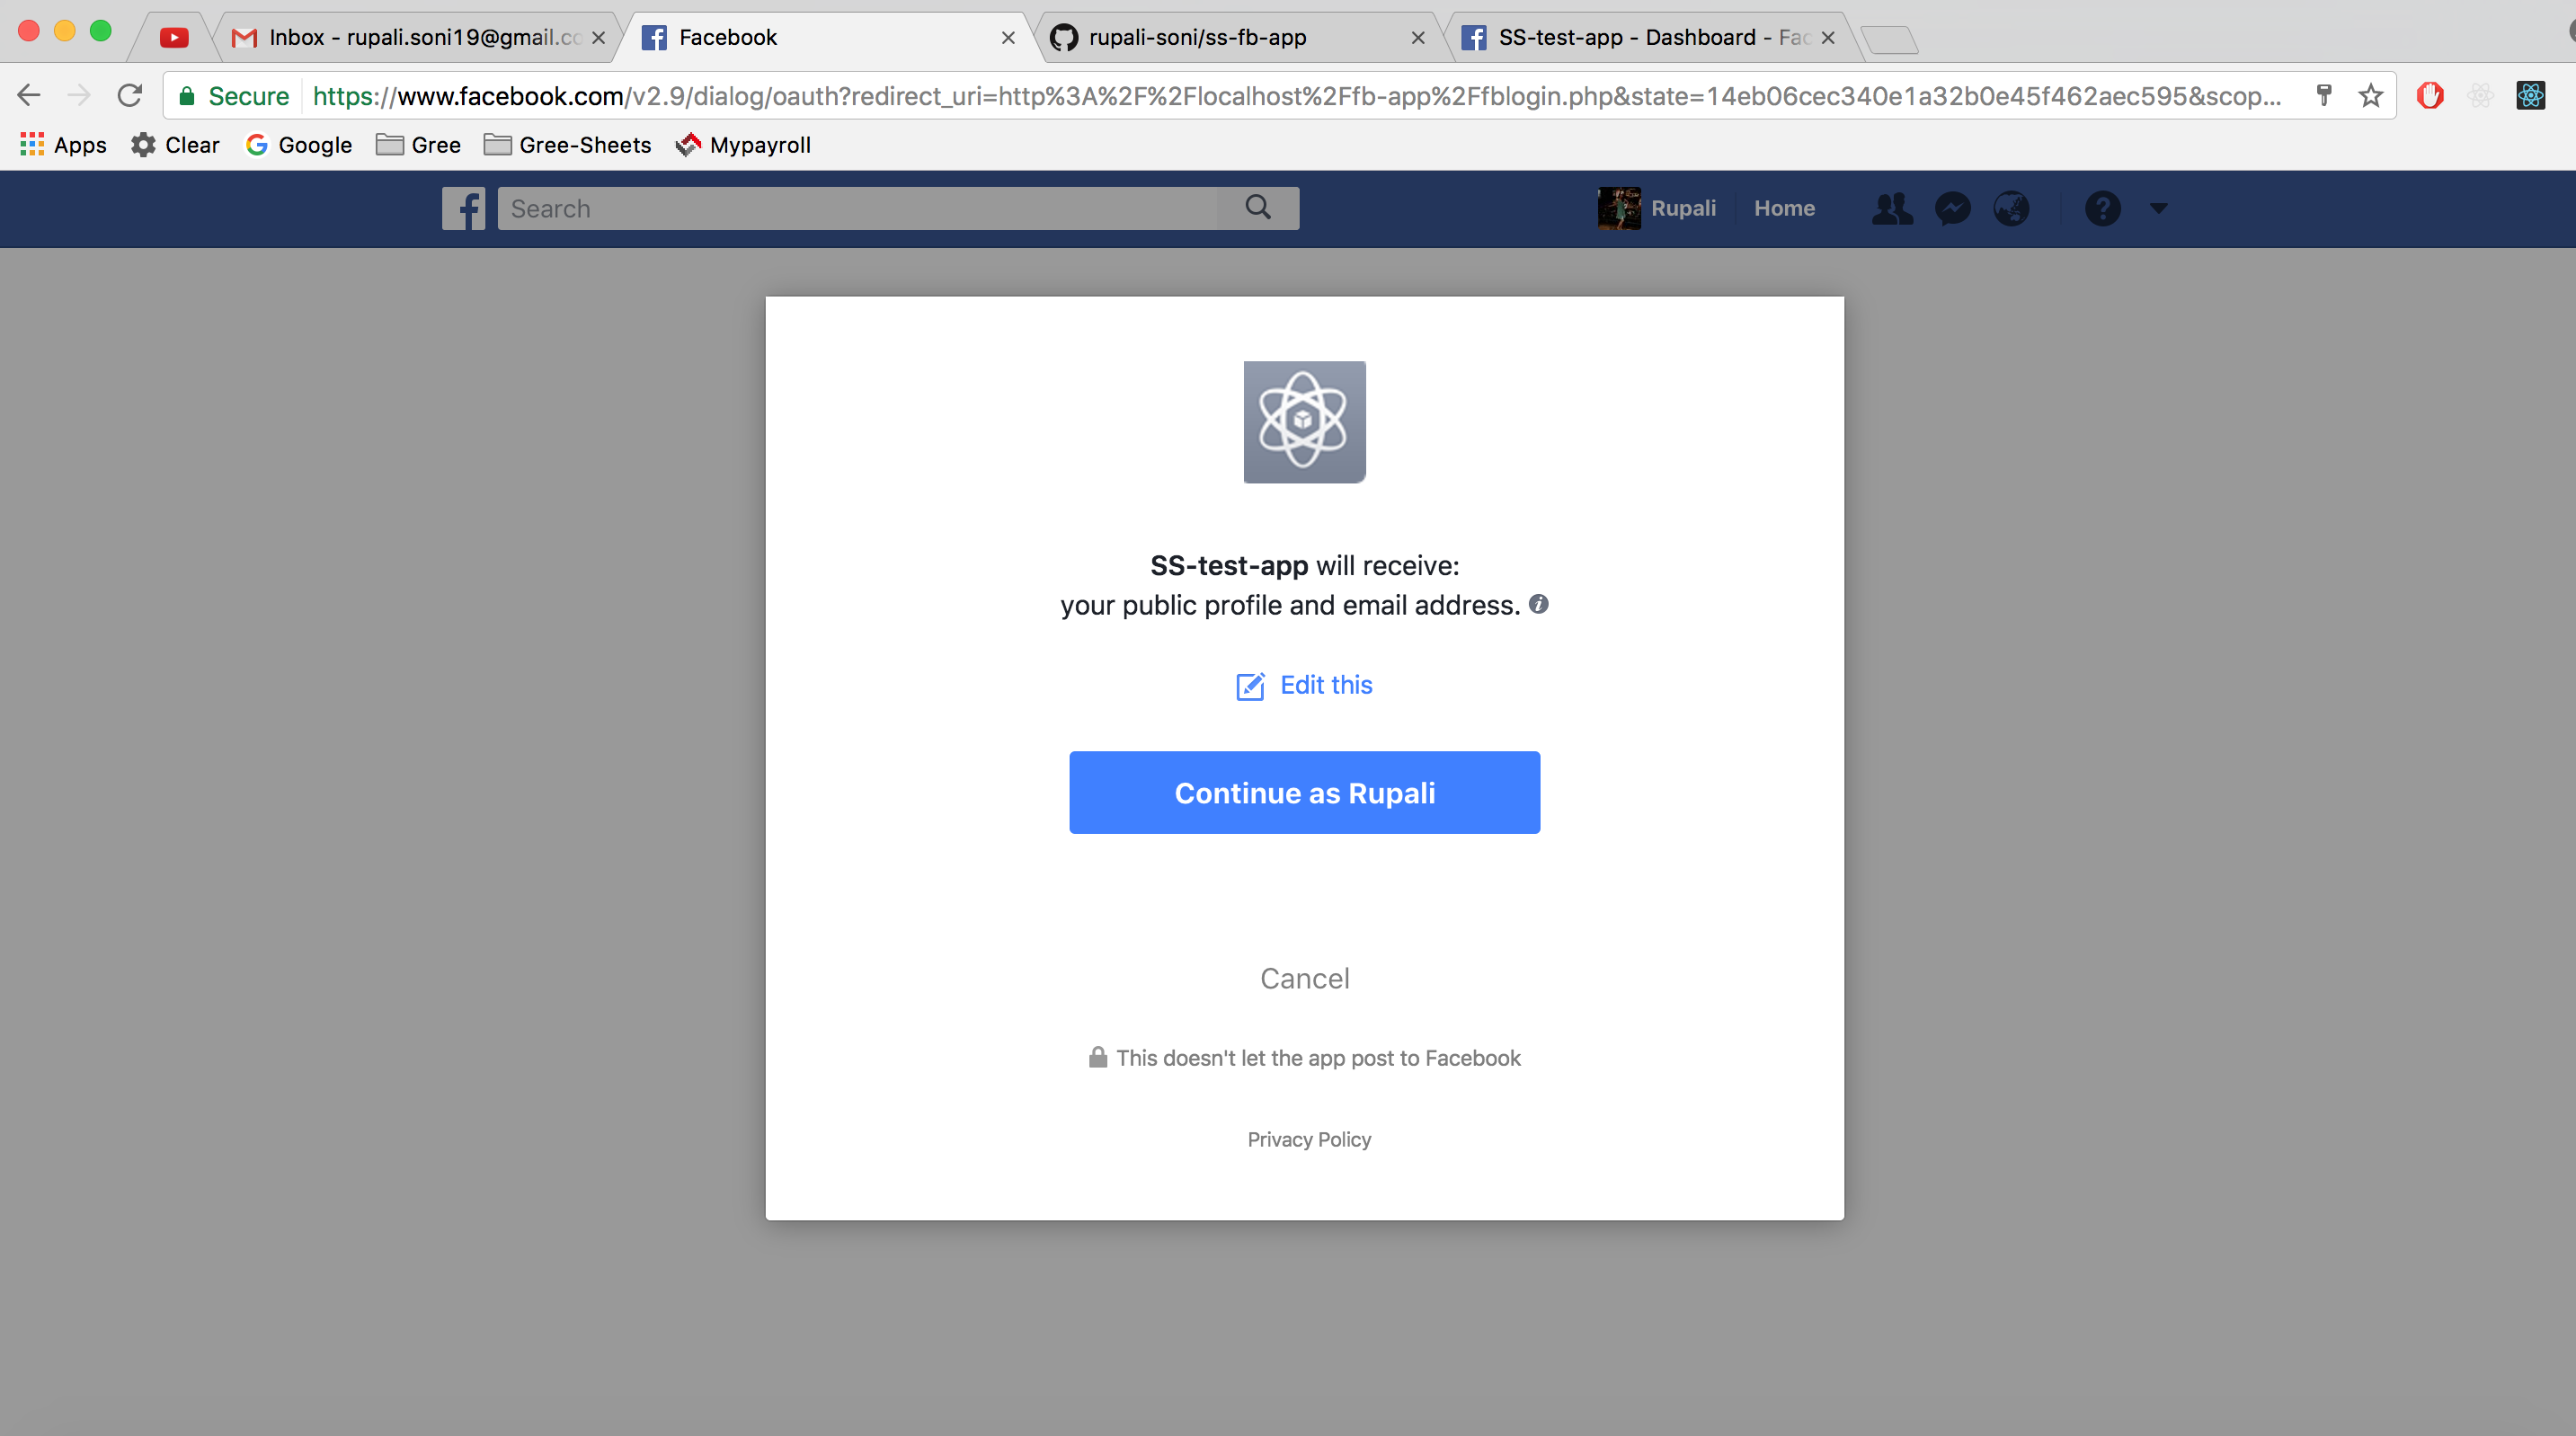 Inbox - rupali.soni19@gmail.co
Facebook
rupali-soni/ss-fb-app
SS-test-app - Dashboard - Fac
Secure
https://www.facebook.com/v2.9/dialog/oauth?redirect_uri=http%3A%2F%2Flocalhost%2Ffb-app%2Ffblogin.php&state=14eb06cec340e1a32b0e45f462aec595&scop...
Apps
Clear
Google
Gree
Gree-Sheets
Mypayroll
Search
Rupali
Home
SS-test-app will receive:
your public profile and email address.
Edit this
Continue as Rupali
Cancel
This doesn't let the app post to Facebook
Privacy Policy